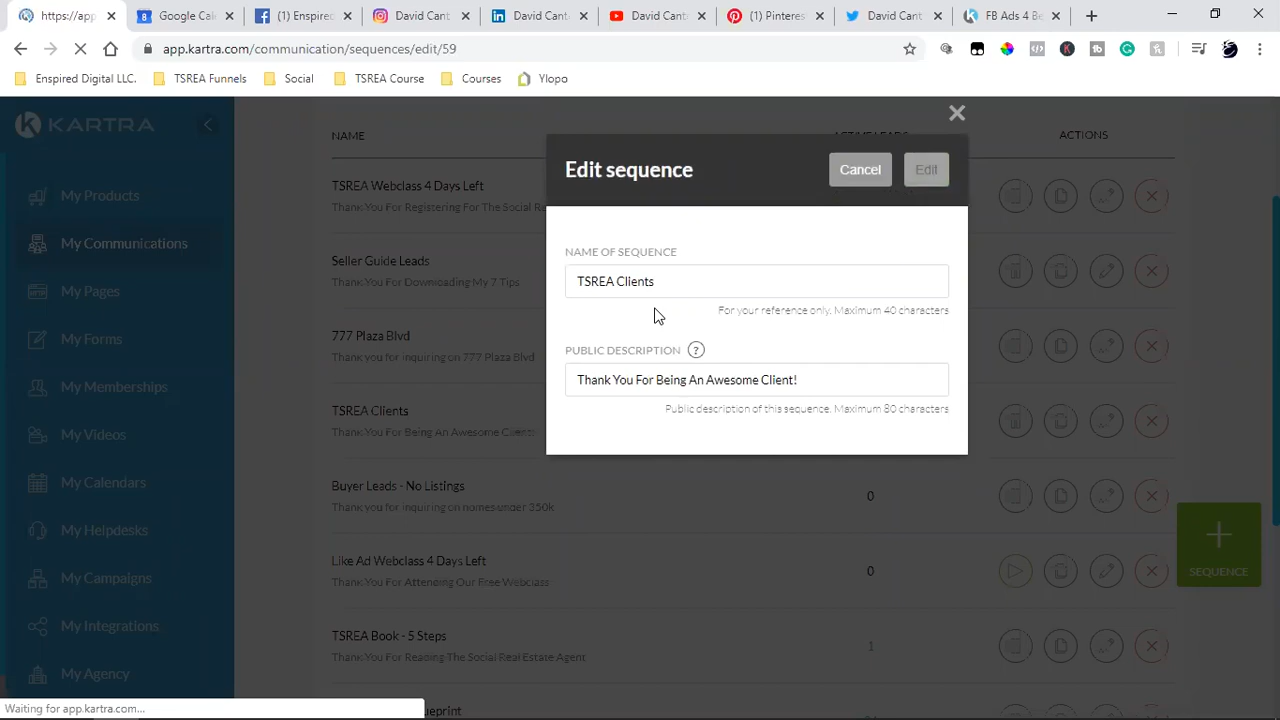 https://app
Google Cal
(1) Enspired
David Cant
David Cant
David Cant
(1) Pinteres
David Cant
FB Ads 4 Be
app.kartra.com/communication/sequences/edit/59
Enspired Digital LLC.
TSREA Funnels
Social
TSREA Course
Courses
Ylopo
KARTRA
My Products
My Communications
My Pages
My Forms
My Memberships
My Videos
My Calendars
My Helpdesks
My Campaigns
My Integrations
My Agency
NAME
ACTIONS
TSREA Webclass 4 Days Left
Thank You For Registering For The Social Re
Seller Guide Leads
Thank You For Downloading My 7 Tips
777 Plaza Blvd
Thank you for inquiring on 777 Plaza Blvd
TSREA Clients
Thank You For Being An Awesome Client!
Buyer Leads - No Listings
Thank you for inquiring on homes under 350k
0
Like Ad Webclass 4 Days Left
Thank You For Attending Our Free Webclass
0
TSREA Book - 5 Steps
Thank You For Reading The Social Real Estate Agent
1
SEQUENCE
Edit sequence
Cancel
Edit
NAME OF SEQUENCE
TSREA Clients
For your reference only. Maximum 40 characters
PUBLIC DESCRIPTION ?
Thank You For Being An Awesome Client!
Public description of this sequence. Maximum 80 characters
Waiting for app.kartra.com...